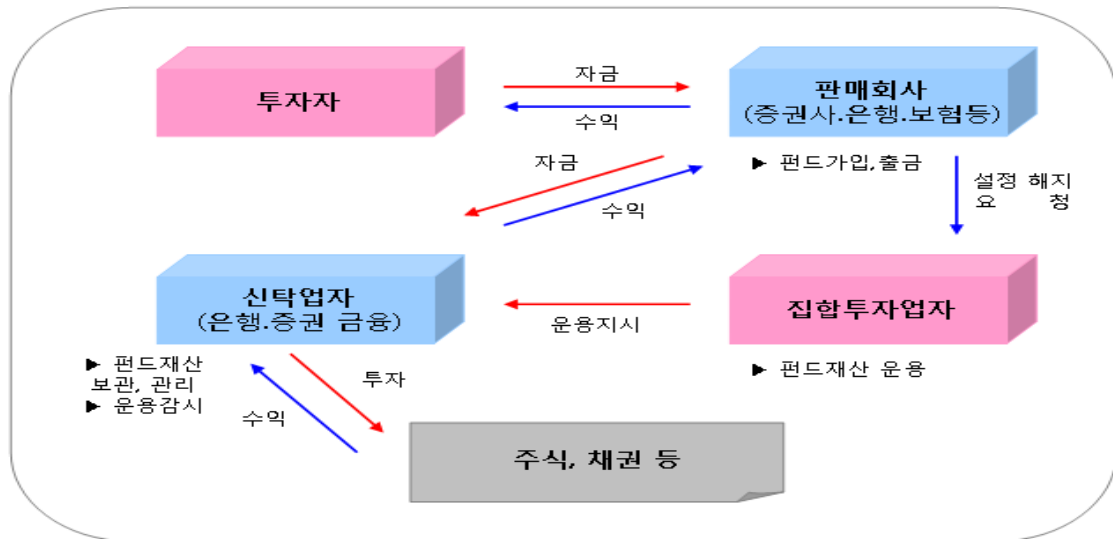 투자자
자금
수익
판매회사
(증권사.은행.보험등)
▶ 펀드가입,출금
자금
수익
설정 해지
요 청
신탁업자
(은행.증권 금융)
운용지시
집합투자업자
▶ 펀드재산 운용
▶ 펀드재산
보관, 관리
▶ 운용감시
투자
수익
주식, 채권 등